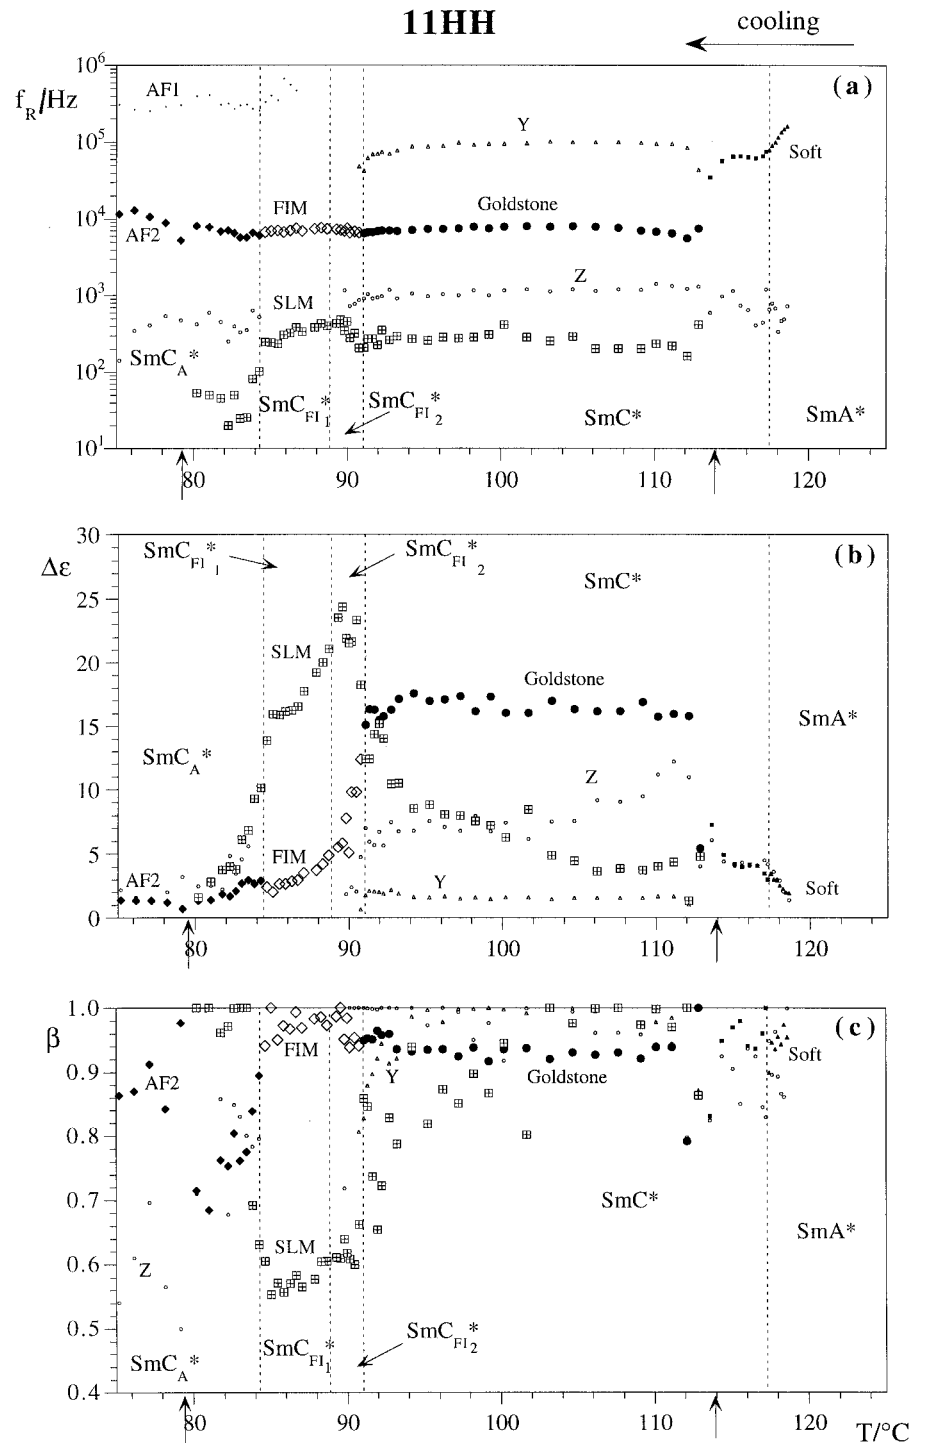 11HH
cooling
f_R/Hz
(a)
10^6
10^5
10^4
10^3
10^2
10^1
AF1
Y
Soft
FIM
Goldstone
AF2
SLM
Z
SmC_A*
SmC_FI1*
SmC_FI2*
SmC*
SmA*
80 90 100 110 120
Δε
(b)
30
25
20
15
10
5
0
SmC_FI1*
SmC_FI2*
SmC*
SLM
Goldstone
SmA*
SmC_A*
Z
FIM
AF2
Y
Soft
80 90 100 110 120
β
(c)
1.0
0.9
0.8
0.7
0.6
0.5
0.4
FIM
Soft
AF2
Y
Goldstone
SmC*
SmA*
SLM
Z
SmC_FI1*
SmC_FI2*
SmC_A*
80 90 100 110 120
T/°C